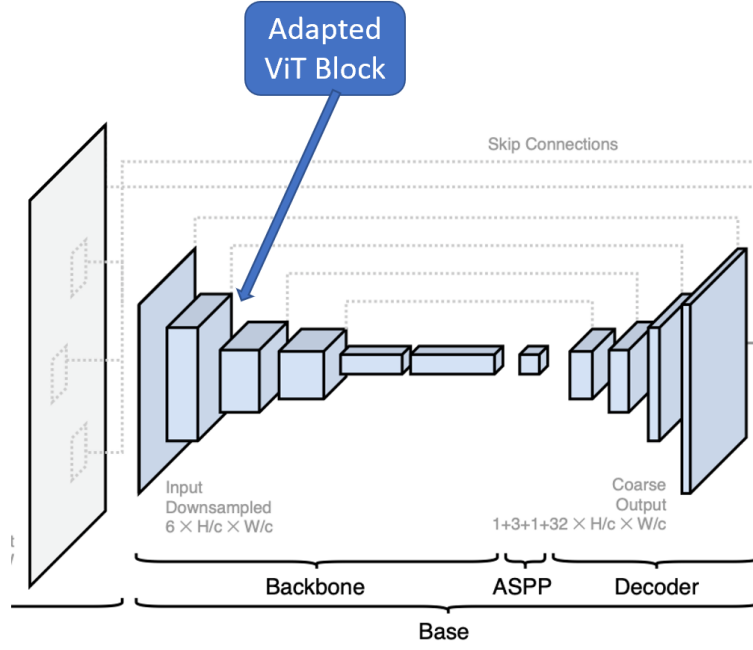 Adapted
ViT Block
Skip Connections
Input
Downsampled
6 × H/c × W/c
Coarse
Output
1+3+1+32 × H/c × W/c
Backbone
ASPP
Decoder
Base